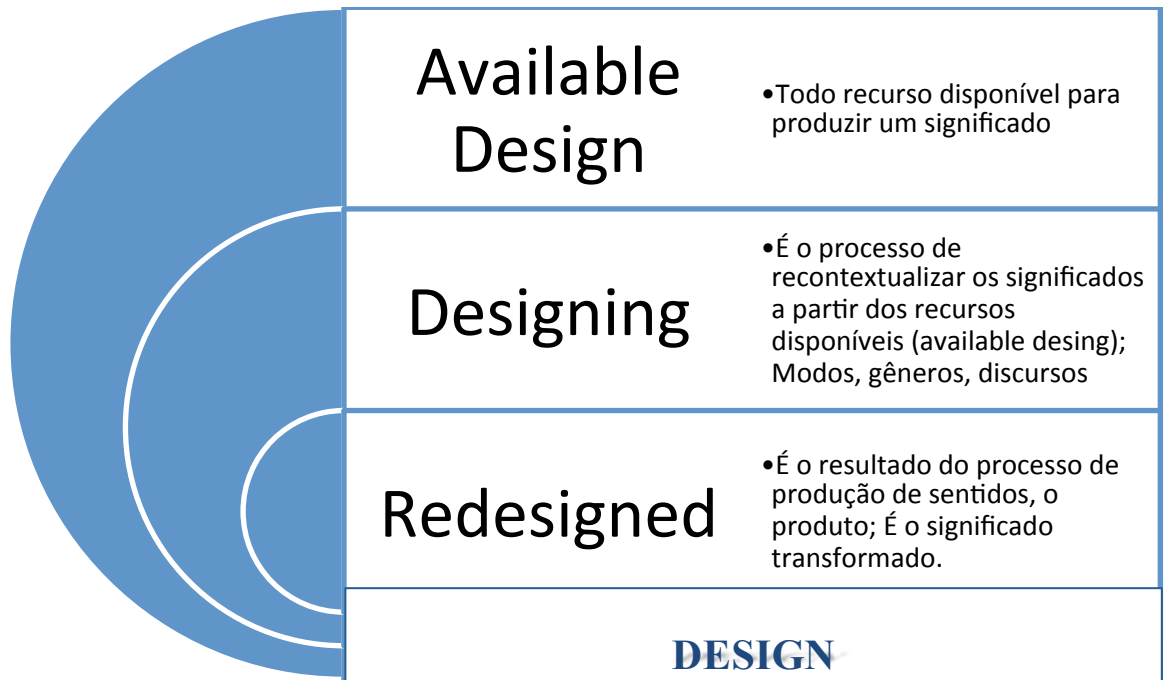 Available
Design
•Todo recurso disponível para
produzir um significado
Designing
•É o processo de
recontextualizar os significados
a partir dos recursos
disponíveis (available desing);
Modos, gêneros, discursos
Redesigned
•É o resultado do processo de
produção de sentidos, o
produto; É o significado
transformado.
DESIGN